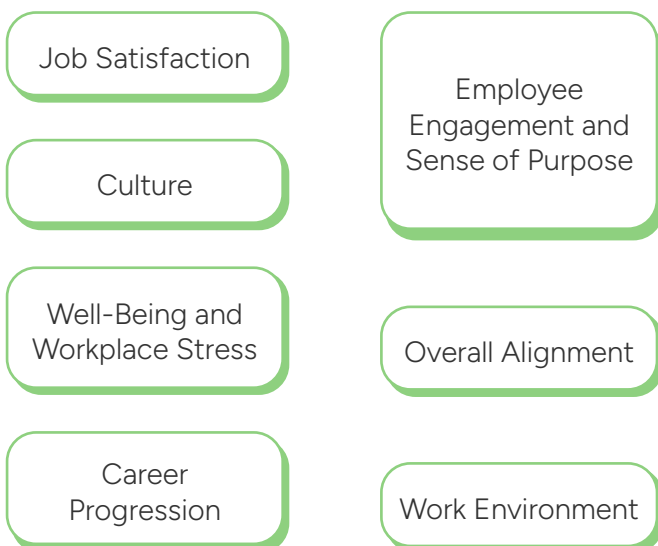 Job Satisfaction
Culture
Well-Being and
Workplace Stress
Career
Progression
Employee
Engagement and
Sense of Purpose
Overall Alignment
Work Environment